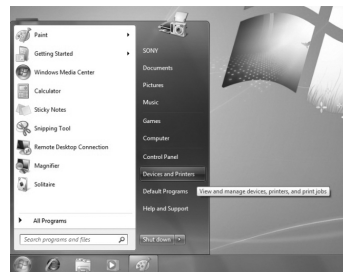 Paint
Getting Started
Windows Media Center
Calculator
Sticky Notes
Snipping Tool
Remote Desktop Connection
Magnifier
Solitaire
All Programs
Search programs and files
SONY
Documents
Pictures
Music
Games
Computer
Control Panel
Devices and Printers
Default Programs
View and manage devices, printers, and print jobs
Help and Support
Shut down